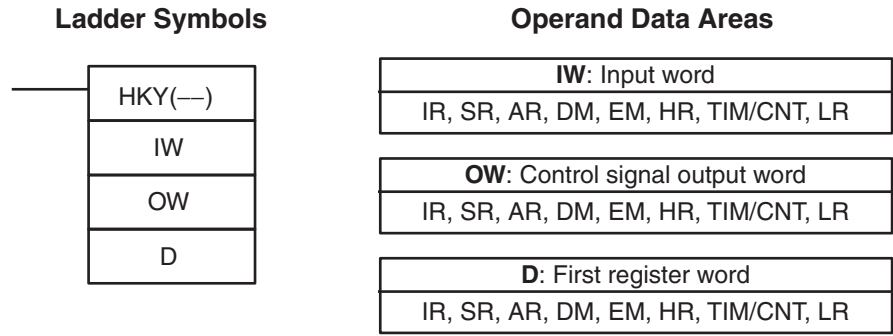 Ladder Symbols
HKY(−−)
IW
OW
D
Operand Data Areas
IW: Input word
IR, SR, AR, DM, EM, HR, TIM/CNT, LR
OW: Control signal output word
IR, SR, AR, DM, EM, HR, TIM/CNT, LR
D: First register word
IR, SR, AR, DM, EM, HR, TIM/CNT, LR